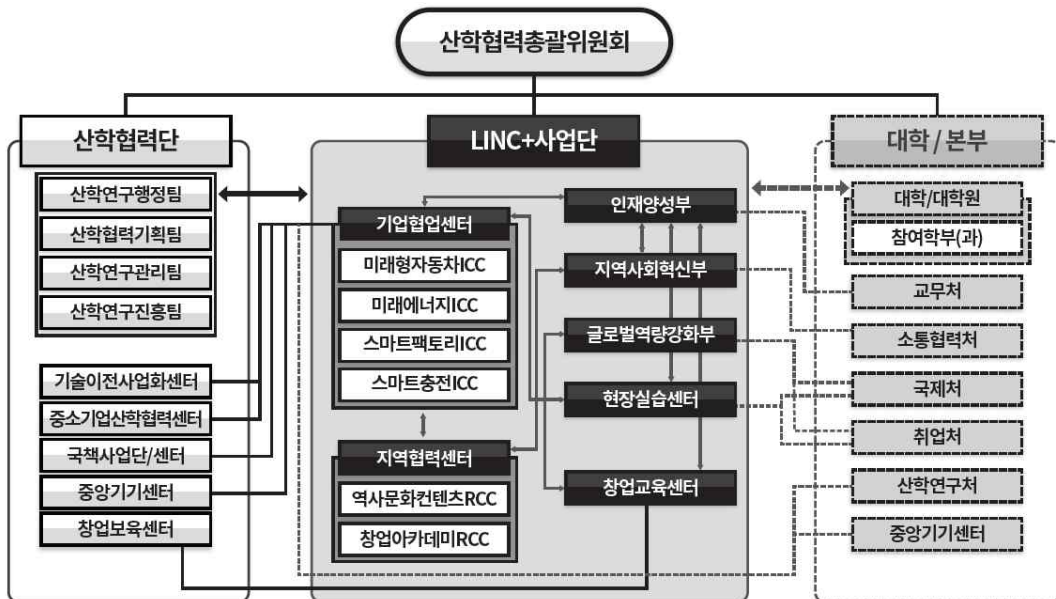 산학협력총괄위원회
산학협력단
산학연구행정팀
산학협력기획팀
산학연구관리팀
산학연구진흥팀
기술이전사업화센터
중소기업산학협력센터
국책사업단/센터
중앙기기센터
창업보육센터
LINC+사업단
기업협업센터
미래형자동차ICC
미래에너지ICC
스마트팩토리ICC
스마트충전ICC
지역협력센터
역사문화컨텐츠RCC
창업아카데미RCC
인재양성부
지역사회혁신부
글로벌역량강화부
현장실습센터
창업교육센터
대학 / 본부
대학/대학원
참여학부(과)
교무처
소통협력처
국제처
취업처
산학연구처
중앙기기센터